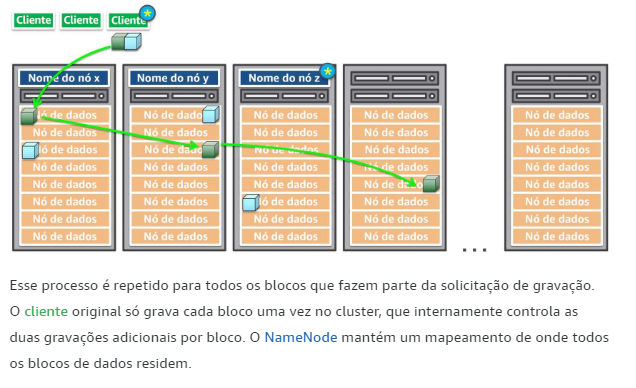 Cliente Cliente Cliente
Nome do nó x Nome do nó y Nome do nó z
Nó de dados Nó de dados Nó de dados Nó de dados Nó de dados
Nó de dados Nó de dados Nó de dados Nó de dados Nó de dados
Nó de dados Nó de dados Nó de dados Nó de dados Nó de dados
Nó de dados Nó de dados Nó de dados Nó de dados Nó de dados
Nó de dados Nó de dados Nó de dados Nó de dados Nó de dados
Nó de dados Nó de dados Nó de dados Nó de dados Nó de dados
Nó de dados Nó de dados Nó de dados Nó de dados Nó de dados
Nó de dados Nó de dados Nó de dados Nó de dados Nó de dados
...
Esse processo é repetido para todos os blocos que fazem parte da solicitação de gravação.
O cliente original só grava cada bloco uma vez no cluster, que internamente controla as
duas gravações adicionais por bloco. O NameNode mantém um mapeamento de onde todos
os blocos de dados residem.